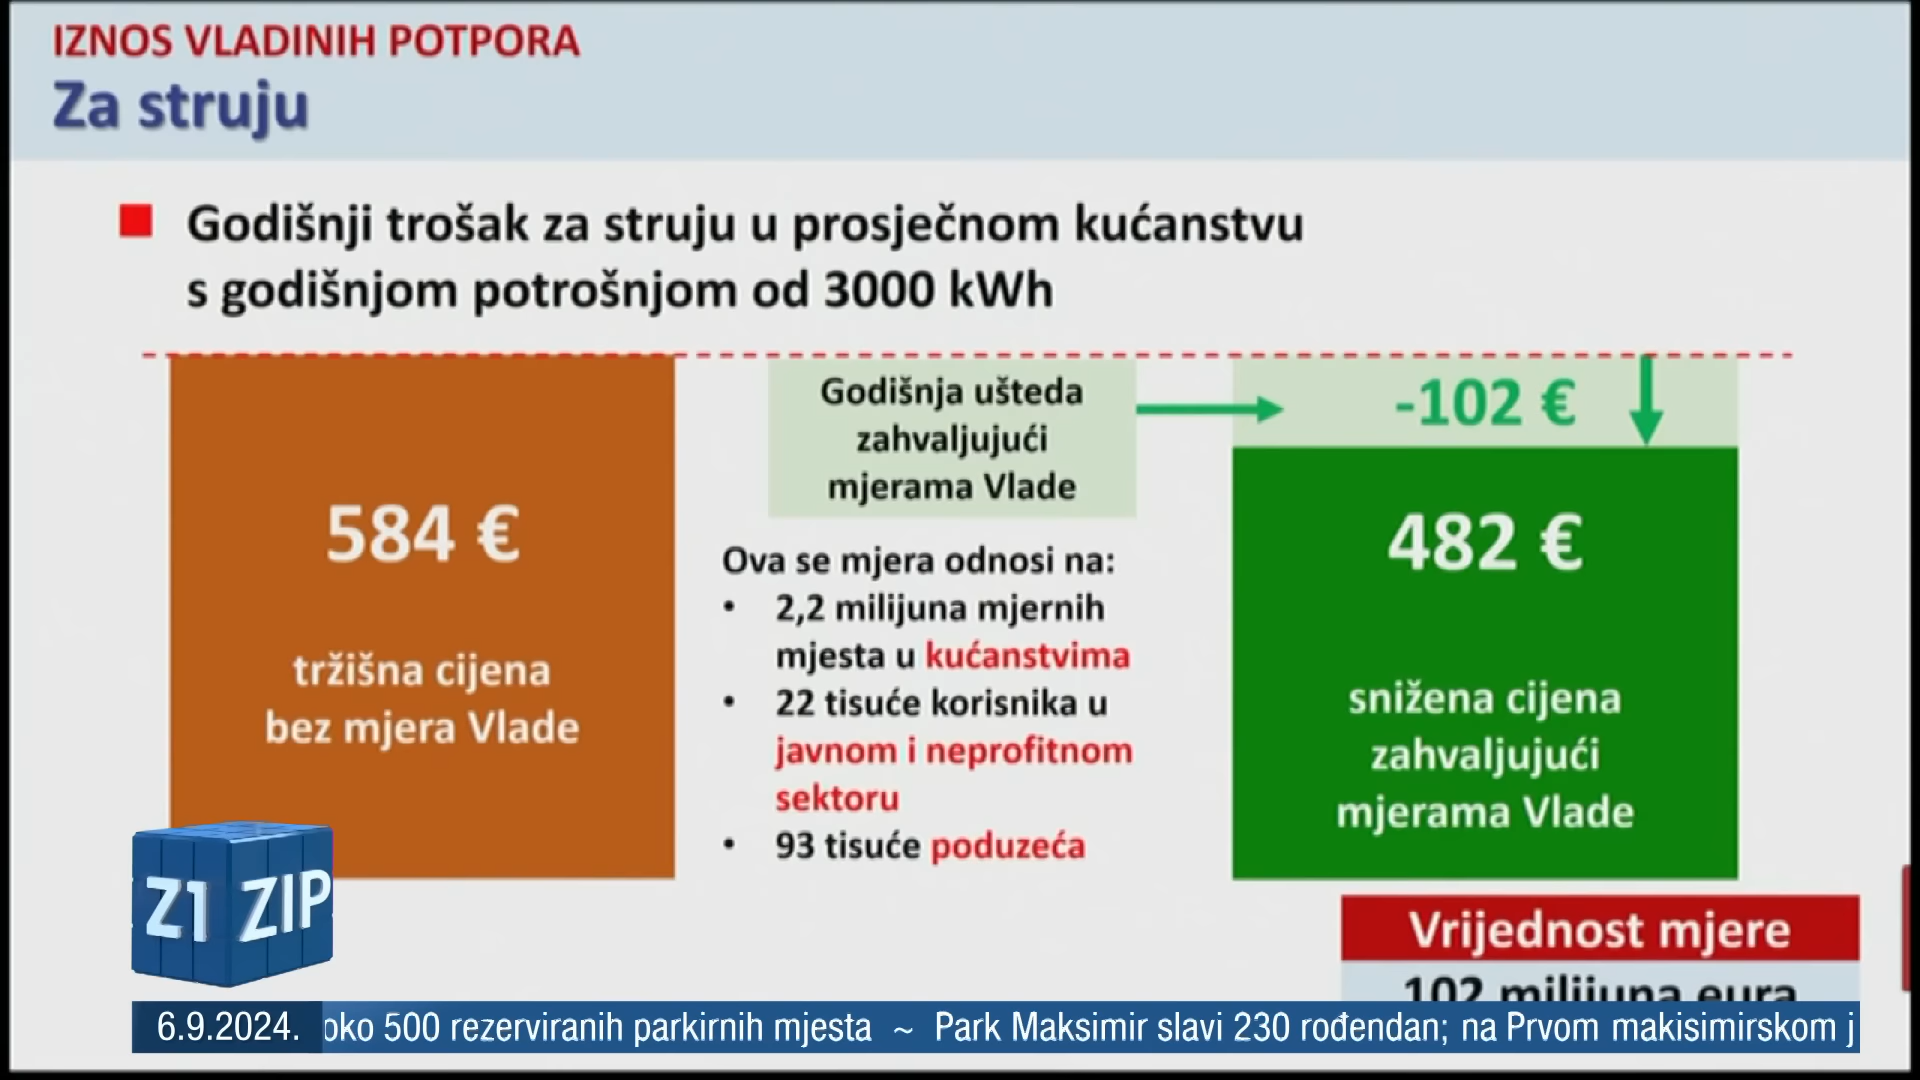 IZNOS VLADINIH POTPORA
Za struju
Godišnji trošak za struju u prosječnom kućanstvu
s godišnjom potrošnjom od 3000 kWh
584 €
tržišna cijena
bez mjera Vlade
Godišnja ušteda
zahvaljujući
mjerama Vlade
Ova se mjera odnosi na:
• 2,2 milijuna mjernih
mjesta u kućanstvima
• 22 tisuće korisnika u
javnom i neprofitnom
sektoru
• 93 tisuće poduzeća
-102 €
482 €
snižena cijena
zahvaljujući
mjerama Vlade
Vrijednost mjere
102 milijuna eura
Z1 ZIP
6.9.2024. oko 500 rezerviranih parkirnih mjesta ~ Park Maksimir slavi 230 rođendan; na Prvom makisimirskom j